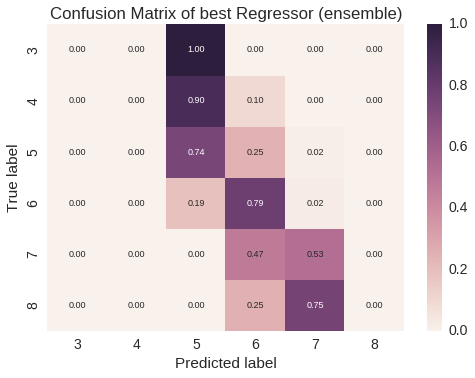 Confusion Matrix of best Regressor (ensemble)
True label
3 0.00 0.00 1.00 0.00 0.00 0.00
4 0.00 0.00 0.90 0.10 0.00 0.00
5 0.00 0.00 0.74 0.25 0.02 0.00
6 0.00 0.00 0.19 0.79 0.02 0.00
7 0.00 0.00 0.00 0.47 0.53 0.00
8 0.00 0.00 0.00 0.25 0.75 0.00
3 4 5 6 7 8
Predicted label
1.0
0.8
0.6
0.4
0.2
0.0